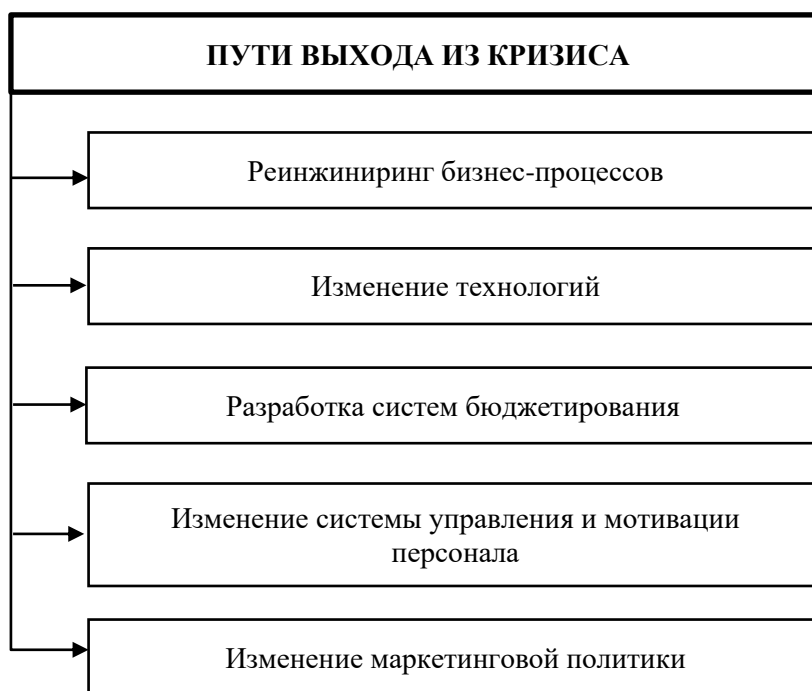 ПУТИ ВЫХОДА ИЗ КРИЗИСА
Реинжиниринг бизнес-процессов
Изменение технологий
Разработка систем бюджетирования
Изменение системы управления и мотивации
персонала
Изменение маркетинговой политики